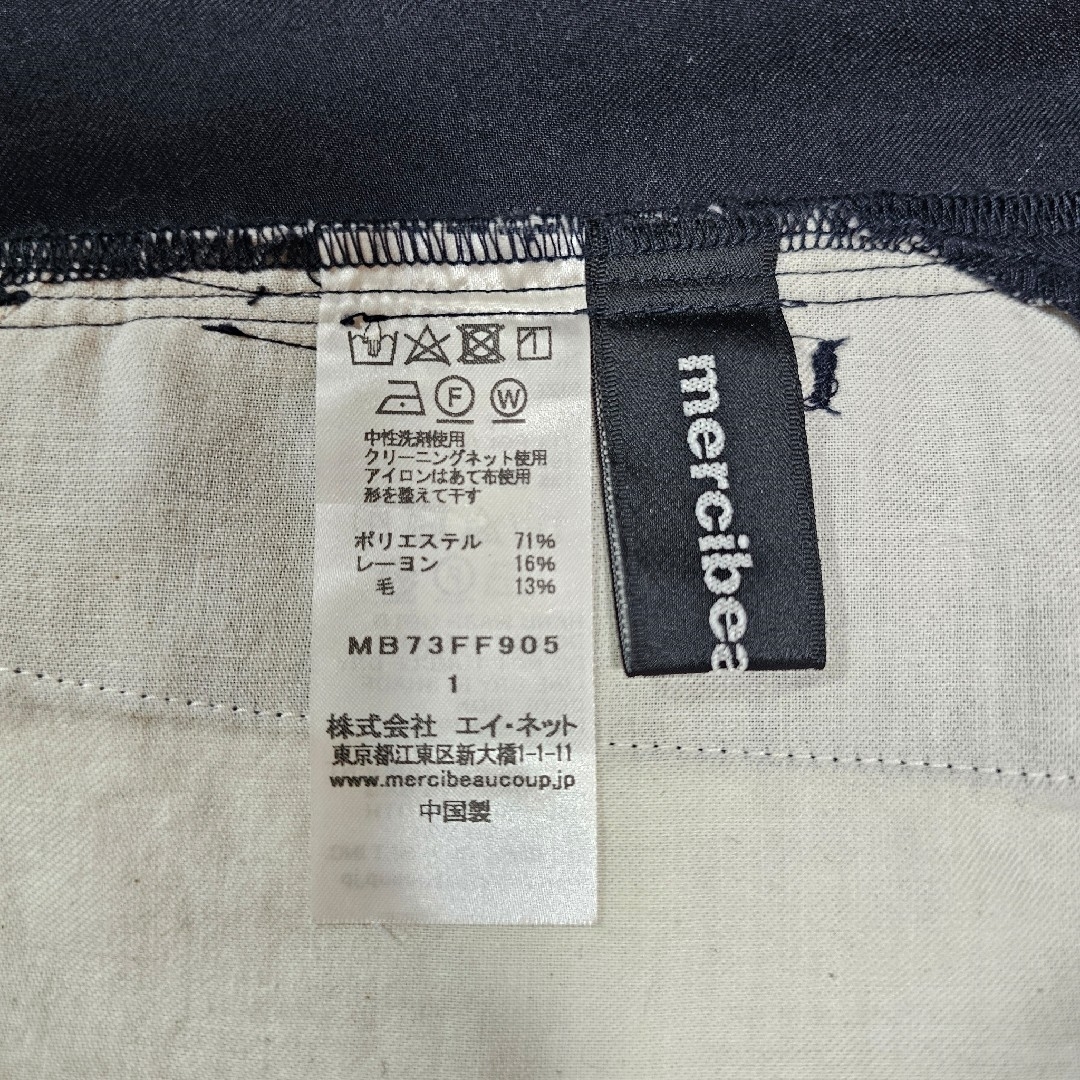 F W
中性洗剤使用
クリーニングネット使用
アイロンはあて布使用
形を整えて干す
ポリエステル 71%
レーヨン 16%
毛 13%
MB73FF905
1
株式会社 エイ・ネット
東京都江東区新大橋1-1-11
www.mercibeaucoup.jp
中国製
mercibea